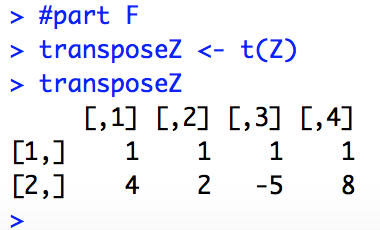 > #part F
> transposeZ <- t(Z)
> transposeZ
     [,1] [,2] [,3] [,4]
[1,]    1    1    1    1
[2,]    4    2   -5    8
>